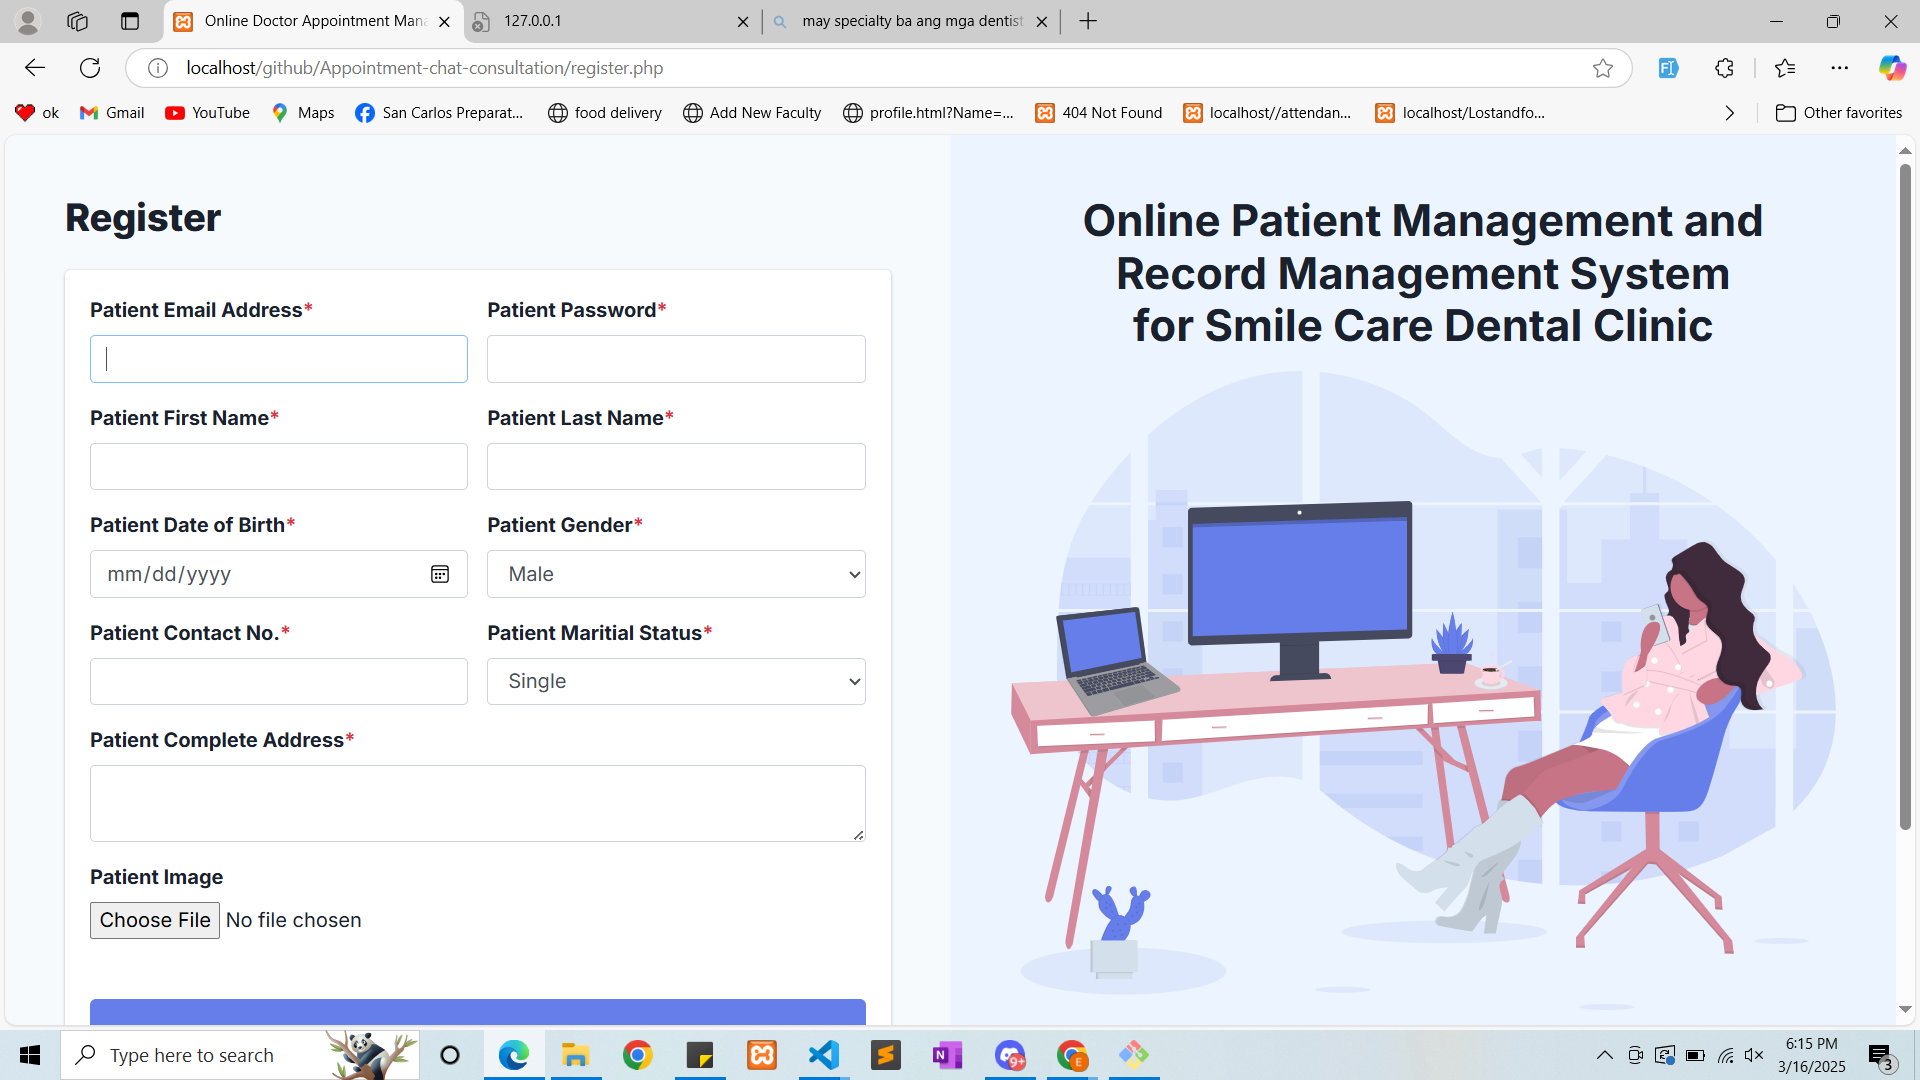 Online Doctor Appointment Mana
127.0.0.1
may specialty ba ang mga dentist
localhost/github/Appointment-chat-consultation/register.php
ok
Gmail
YouTube
Maps
San Carlos Preparat...
food delivery
Add New Faculty
profile.html?Name=...
404 Not Found
localhost//attendan...
localhost/Lostandfo...
Other favorites
Register
Patient Email Address*
Patient Password*
Patient First Name*
Patient Last Name*
Patient Date of Birth*
Patient Gender*
mm/dd/yyyy
Male
Patient Contact No.*
Patient Maritial Status*
Single
Patient Complete Address*
Patient Image
Choose File No file chosen
Online Patient Management and
Record Management System
for Smile Care Dental Clinic
Type here to search
9+
E
6:15 PM
3/16/2025
3